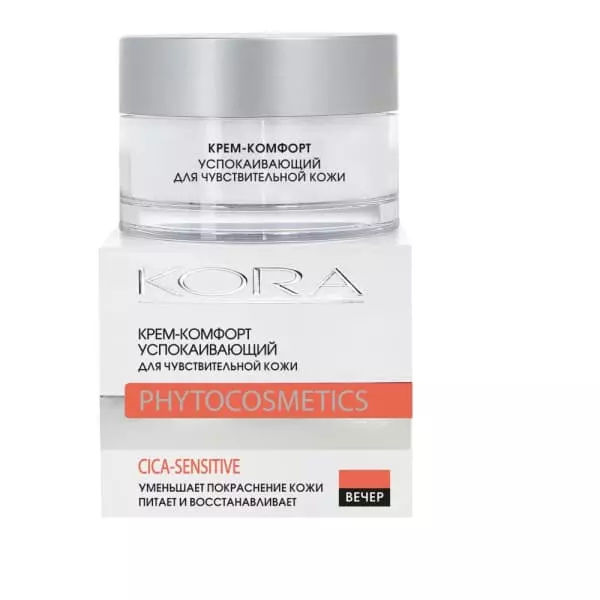 КРЕМ-КОМФОРТ
УСПОКАИВАЮЩИЙ
ДЛЯ ЧУВСТВИТЕЛЬНОЙ КОЖИ
KORA
КРЕМ-КОМФОРТ
УСПОКАИВАЮЩИЙ
ДЛЯ ЧУВСТВИТЕЛЬНОЙ КОЖИ
PHYTOCOSMETICS
CICA-SENSITIVE
УМЕНЬШАЕТ ПОКРАСНЕНИЕ КОЖИ
ПИТАЕТ И ВОССТАНАВЛИВАЕТ
ВЕЧЕР